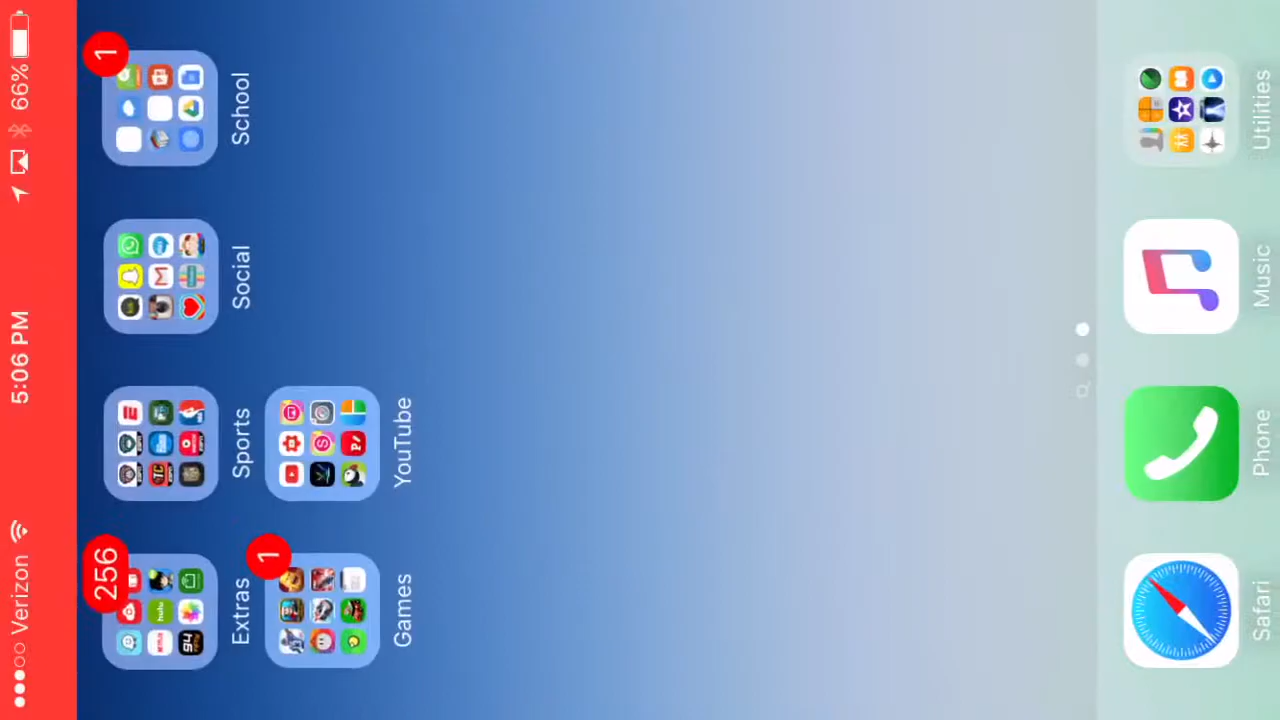 Verizon 5:06 PM 66%
256 1
Extras Sports Social School
1
Games YouTube
Safari Phone Music Utilities